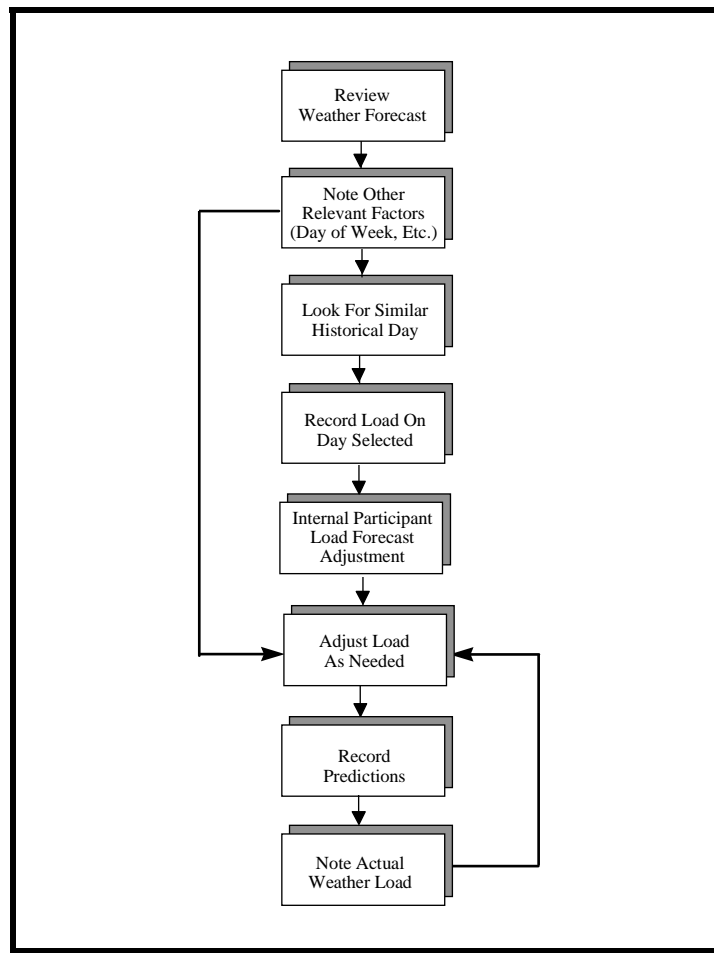 Review
Weather Forecast
Note Other
Relevant Factors
(Day of Week, Etc.)
Look For Similar
Historical Day
Record Load On
Day Selected
Internal Participant
Load Forecast
Adjustment
Adjust Load
As Needed
Record
Predictions
Note Actual
Weather Load